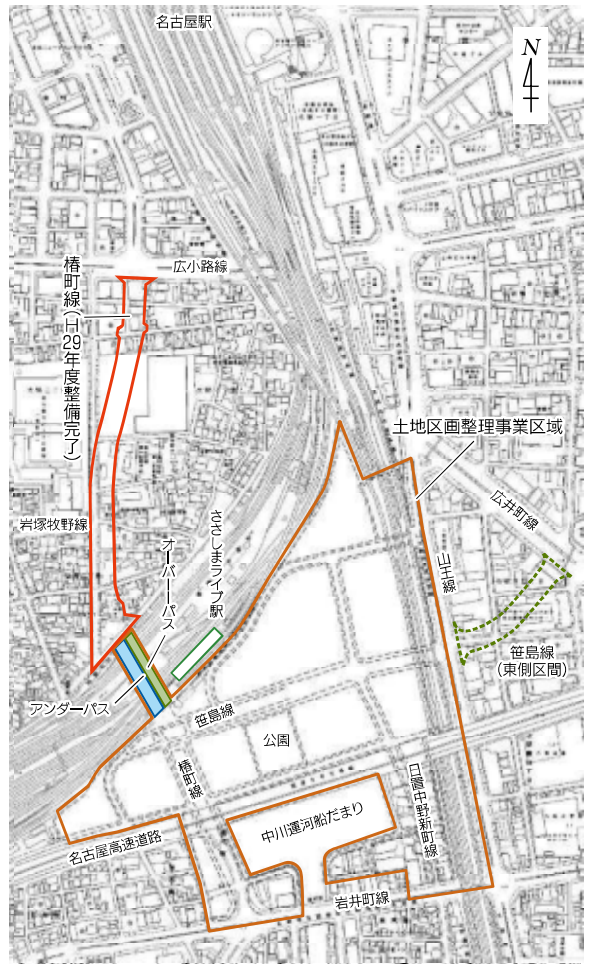 名古屋駅
N
広小路線
椿町線(H29年度整備完了)
土地区画整理事業区域
広井町線
岩塚牧野線
ささしまライブ駅
オーバーパス
山王線
笹島線
(東側区間)
アンダーパス
笹島線
公園
椿町線
日置中野新町線
中川運河船だまり
名古屋高速道路
岩井町線